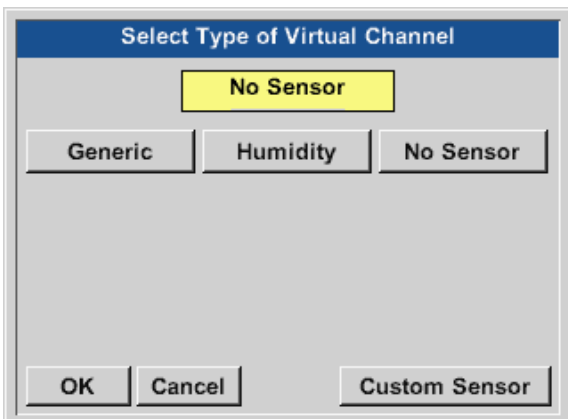 Select Type of Virtual Channel
No Sensor
Generic Humidity No Sensor
OK Cancel Custom Sensor